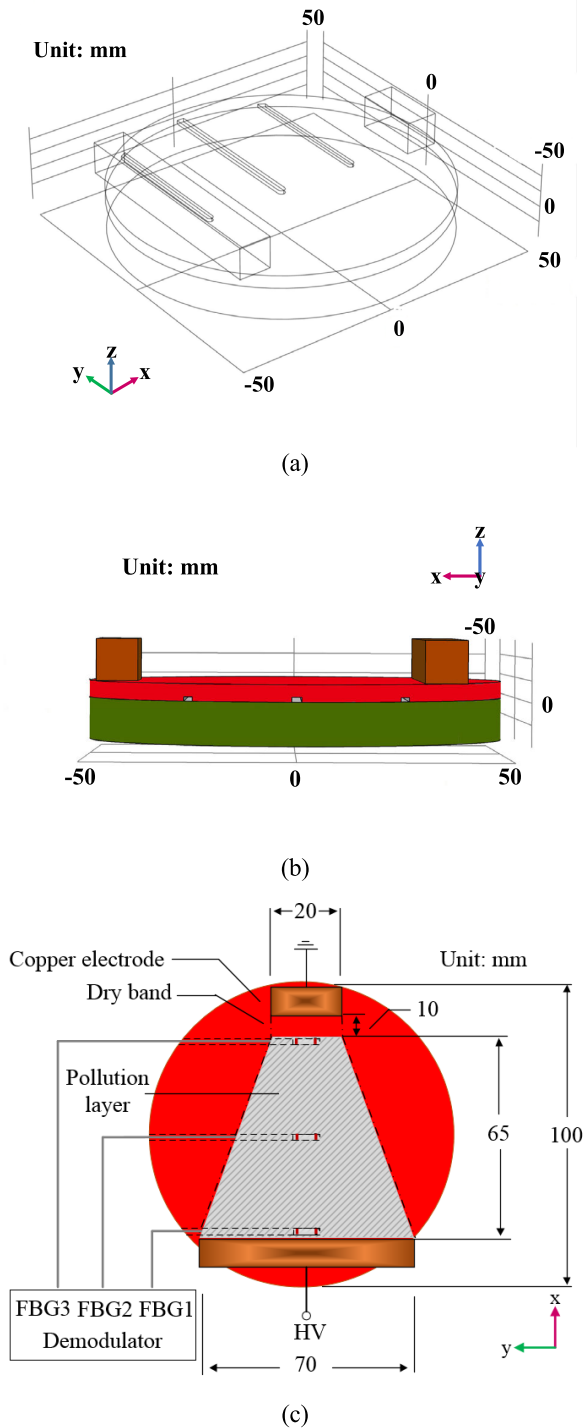 50
Unit: mm
0
-50
0
50
0
-50
z
y
x
(a)
z
x
y
Unit: mm
-50
0
-50
0
50
(b)
20
Copper electrode
Unit: mm
Dry band
10
Pollution
layer
65
100
FBG3 FBG2 FBG1
Demodulator
HV
70
x
y
(c)